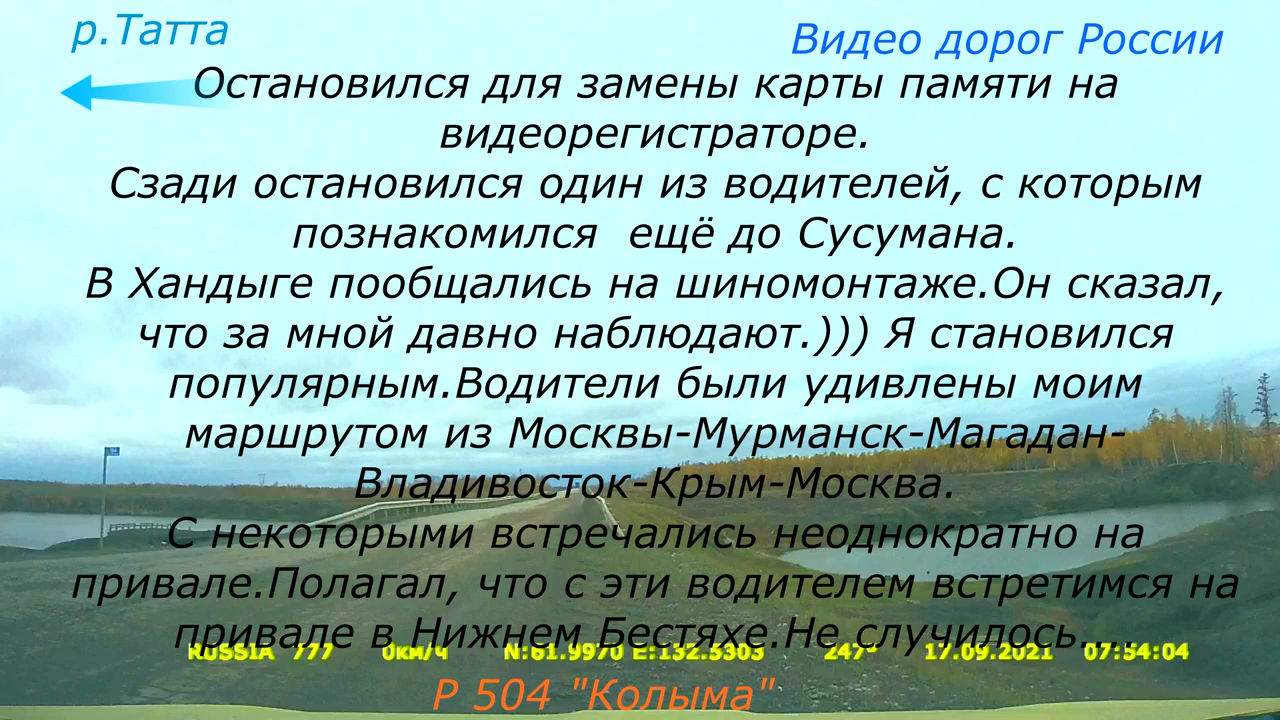 р.Татта
Видео дорог России
Остановился для замены карты памяти на
видеорегистраторе.
Сзади остановился один из водителей, с которым
познакомился ещё до Сусумана.
В Хандыге пообщались на шиномонтаже.Он сказал,
что за мной давно наблюдают.))) Я становился
популярным.Водители были удивлены моим
маршрутом из Москвы-Мурманск-Магадан-
Владивосток-Крым-Москва.
С некоторыми встречались неоднократно на
привале.Полагал, что с эти водителем встретимся на
привале в Нижнем Бестяхе.Не случилось....
RUSSIA 777 0км/ч N:61.9970 E:132.5303 247° 17.09.2021 07:54:04
Р 504 "Колыма"